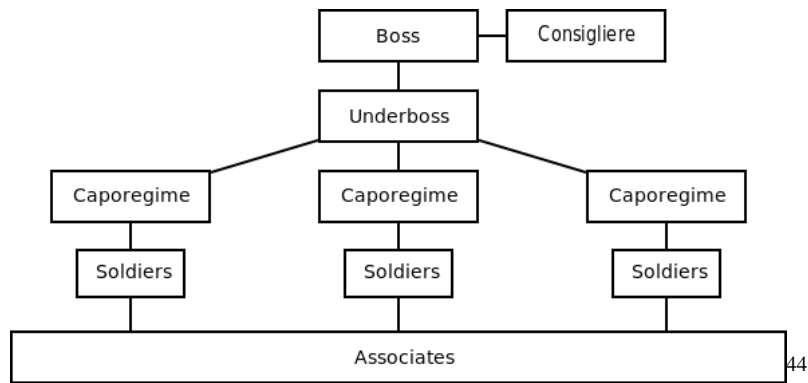 Boss
Consigliere
Underboss
Caporegime
Caporegime
Caporegime
Soldiers
Soldiers
Soldiers
Associates
44